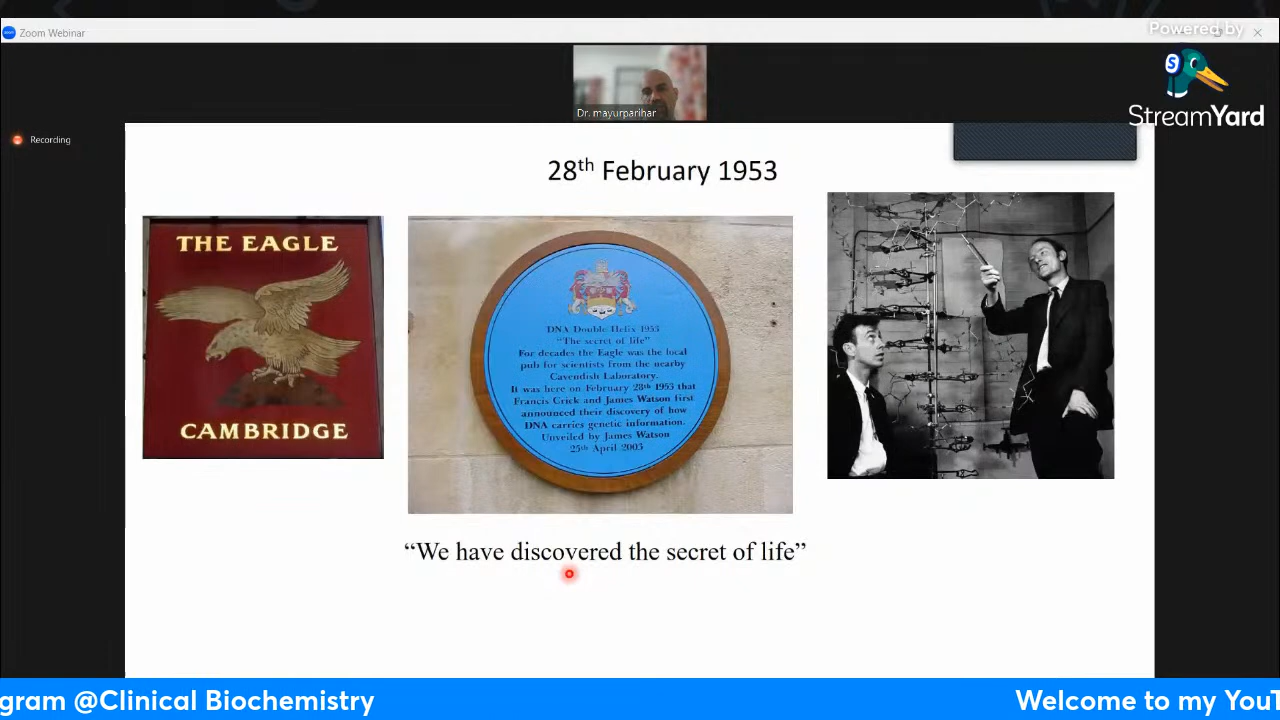 Zoom Webinar
Powered by
StreamYard
Dr. mayurparihar
Recording
28th February 1953
THE EAGLE
CAMBRIDGE
DNA Double Helix 1953
"The secret of life"
For decades the Eagle was the local
pub for scientists from the nearby
Cavendish Laboratory.
It was here on February 28th 1953 that
Francis Crick and James Watson first
announced their discovery of how
DNA carries genetic information.
Unveiled by James Watson
25th April 2003
“We have discovered the secret of life”
gram @Clinical Biochemistry
Welcome to my YouT